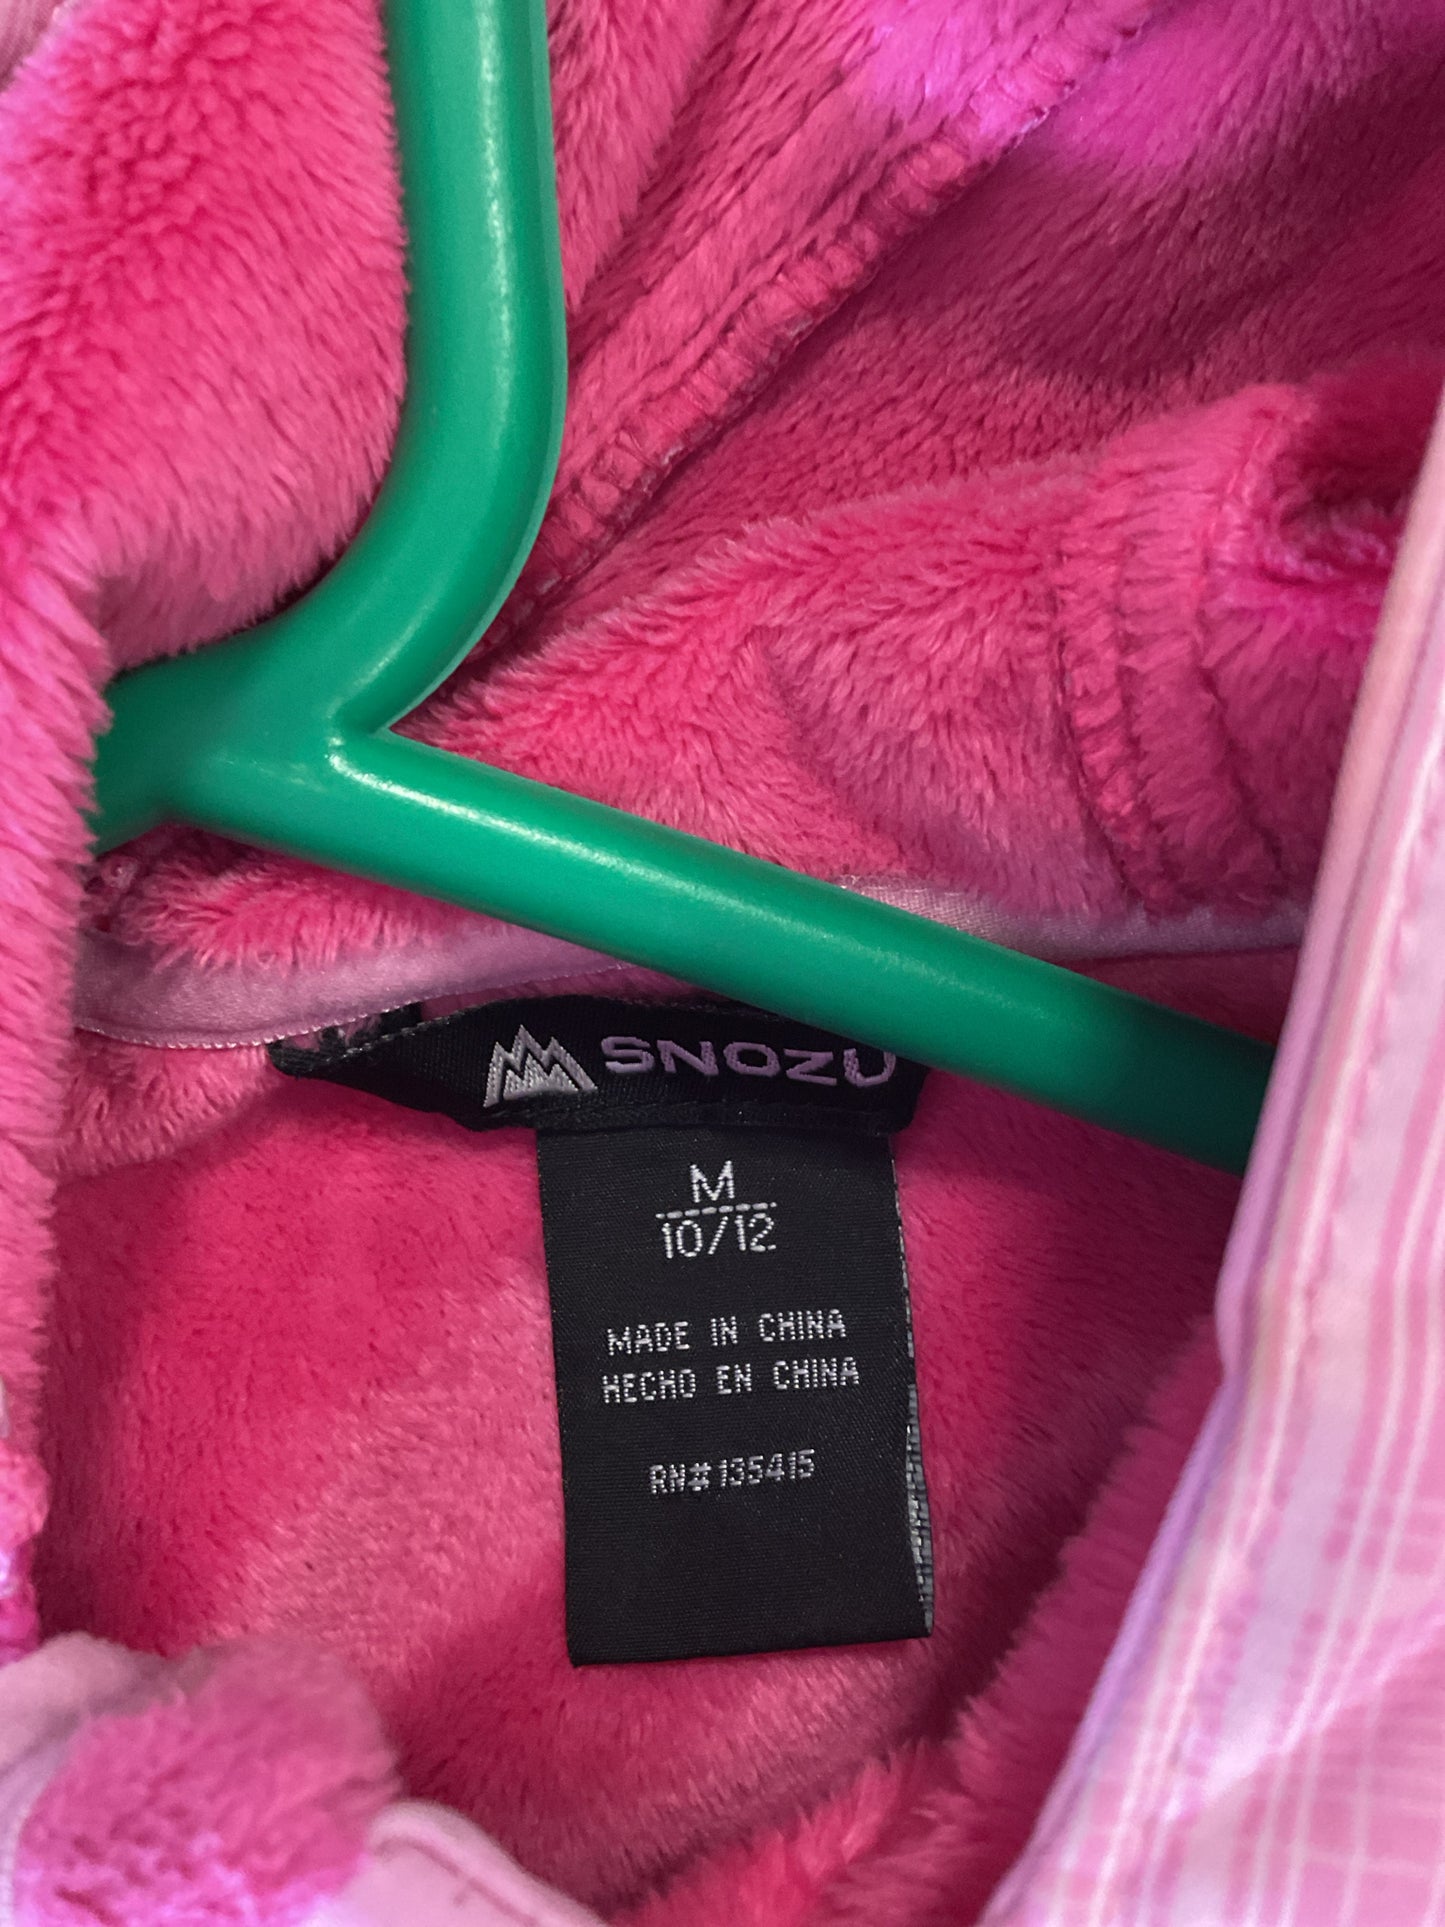 SNOZU
M
10/12
MADE IN CHINA
HECHO EN CHINA
RN# 135415